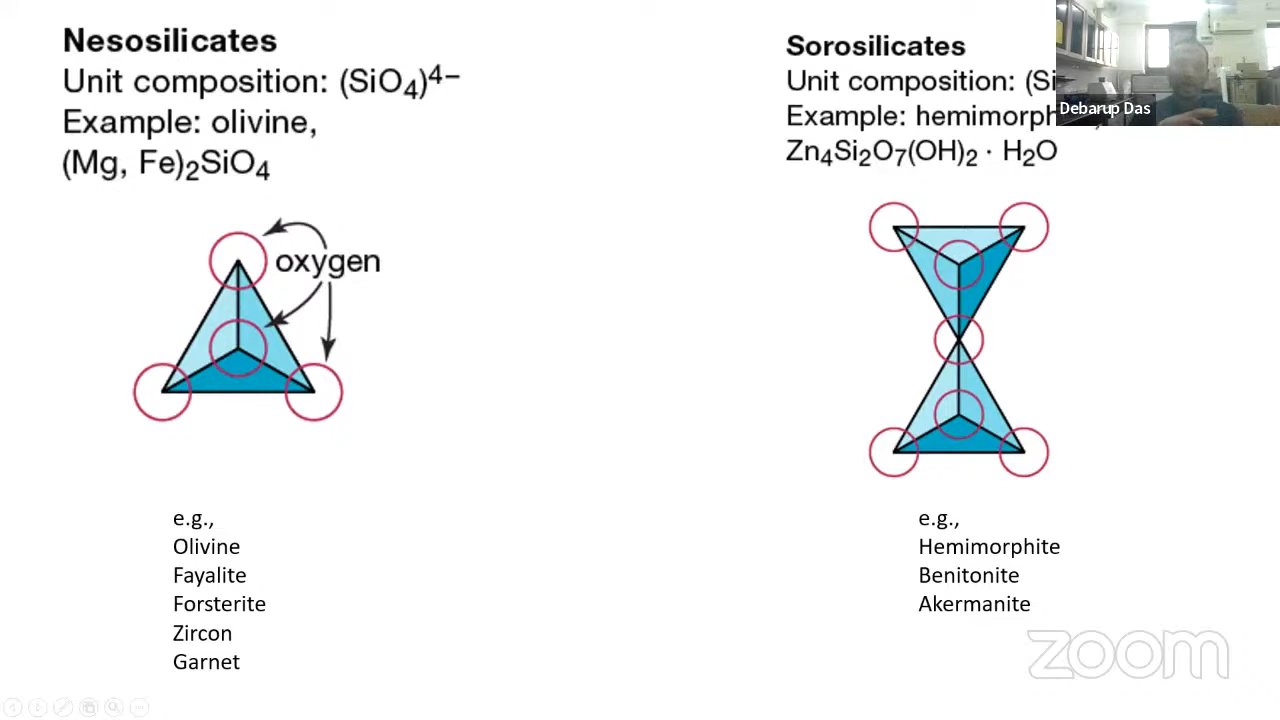 Nesosilicates
Unit composition: (SiO₄)⁴⁻
Example: olivine,
(Mg, Fe)₂SiO₄
oxygen
e.g.,
Olivine
Fayalite
Forsterite
Zircon
Garnet
Sorosilicates
Unit composition: (Si
Example: hemimorph
Zn₄Si₂O₇(OH)₂ · H₂O
e.g.,
Hemimorphite
Benitonite
Akermanite
Debarup Das
zoom